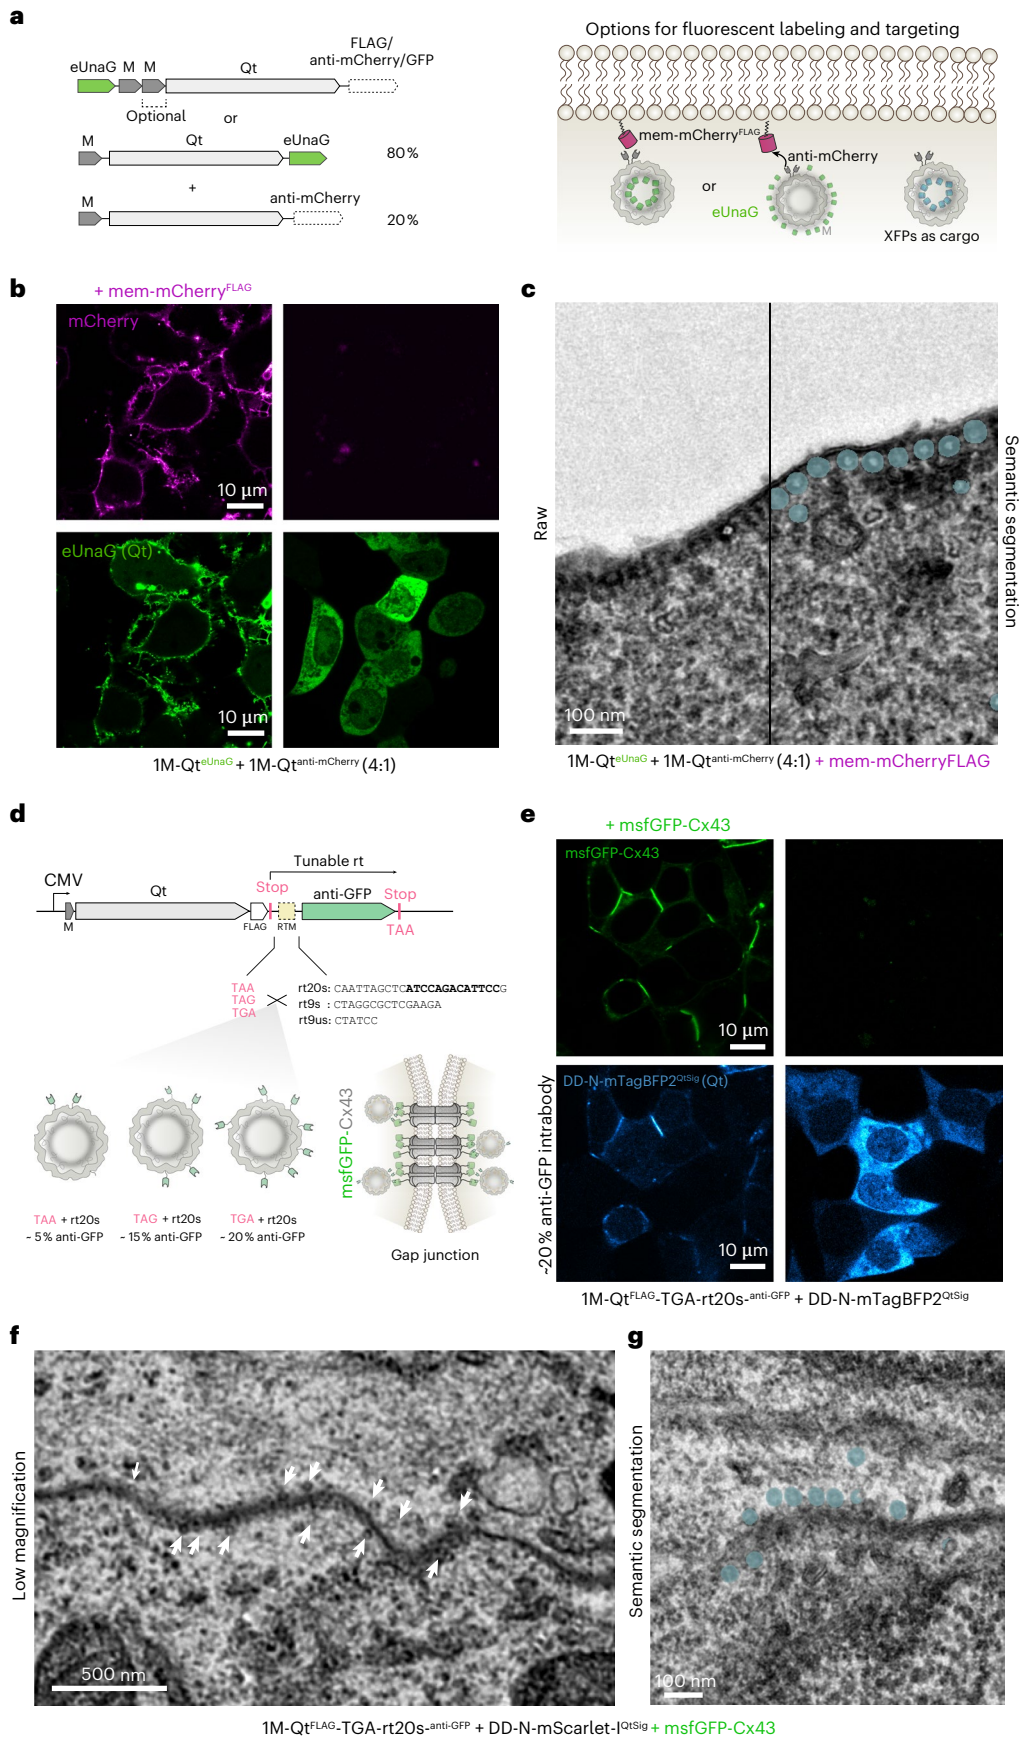 a
FLAG/
anti-mCherry/GFP
eUnaG M M Qt
Optional
or
M Qt eUnaG
80%
+
M anti-mCherry
20%
Options for fluorescent labeling and targeting
mem-mCherryFLAG
anti-mCherry
or
eUnaG
M
XFPs as cargo
b
+ mem-mCherryFLAG
mCherry
10 µm
eUnaG (Qt)
10 µm
1M-QteUnaG + 1M-Qtanti-mCherry (4:1)
c
Raw
Semantic segmentation
100 nm
1M-QteUnaG + 1M-Qtanti-mCherry (4:1) + mem-mCherryFLAG
d
Tunable rt
CMV
Qt
Stop
anti-GFP
Stop
M
FLAG
RTM
TAA
TAA
TAG
TGA
rt20s: CAATTAGCTCATCCAGACATTCCG
rt9s : CTAGGCGCTCGAAGA
rt9us: CTATCC
msfGFP-Cx43
TAA + rt20s
~ 5% anti-GFP
TAG + rt20s
~ 15% anti-GFP
TGA + rt20s
~ 20% anti-GFP
Gap junction
e
+ msfGFP-Cx43
msfGFP-Cx43
10 µm
~20% anti-GFP intrabody
DD-N-mTagBFP2QtSig (Qt)
10 µm
1M-QtFLAG-TGA-rt20s-anti-GFP + DD-N-mTagBFP2QtSig
f
Low magnification
500 nm
g
Semantic segmentation
100 nm
1M-QtFLAG-TGA-rt20s-anti-GFP + DD-N-mScarlet-IQtSig + msfGFP-Cx43